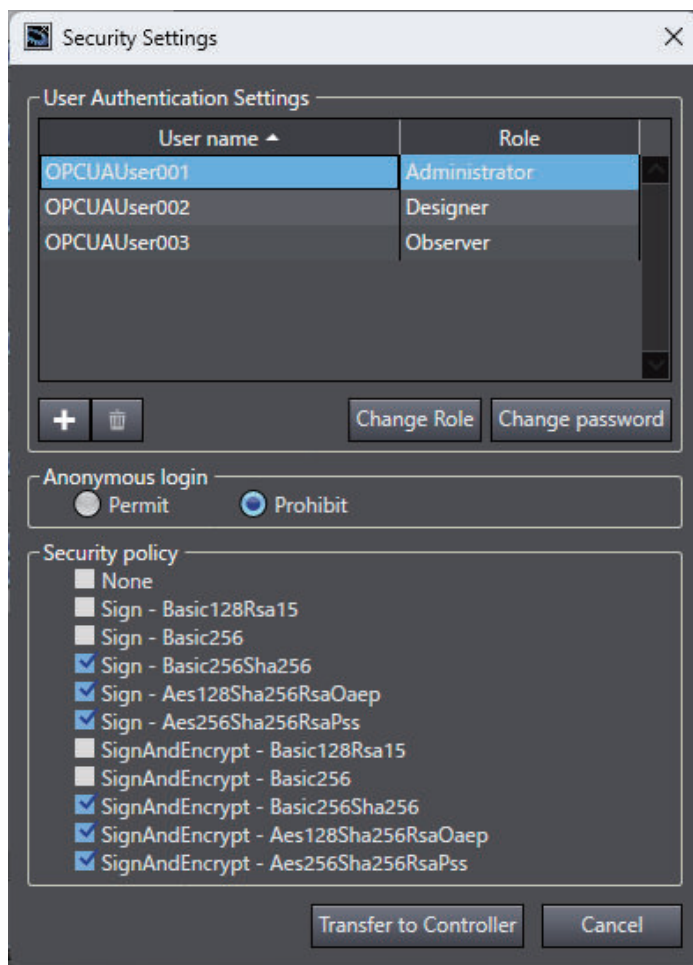 Security Settings
User Authentication Settings
User name Role
OPCUAUser001 Administrator
OPCUAUser002 Designer
OPCUAUser003 Observer
Change Role Change password
Anonymous login
Permit Prohibit
Security policy
None
Sign - Basic128Rsa15
Sign - Basic256
Sign - Basic256Sha256
Sign - Aes128Sha256RsaOaep
Sign - Aes256Sha256RsaPss
SignAndEncrypt - Basic128Rsa15
SignAndEncrypt - Basic256
SignAndEncrypt - Basic256Sha256
SignAndEncrypt - Aes128Sha256RsaOaep
SignAndEncrypt - Aes256Sha256RsaPss
Transfer to Controller Cancel